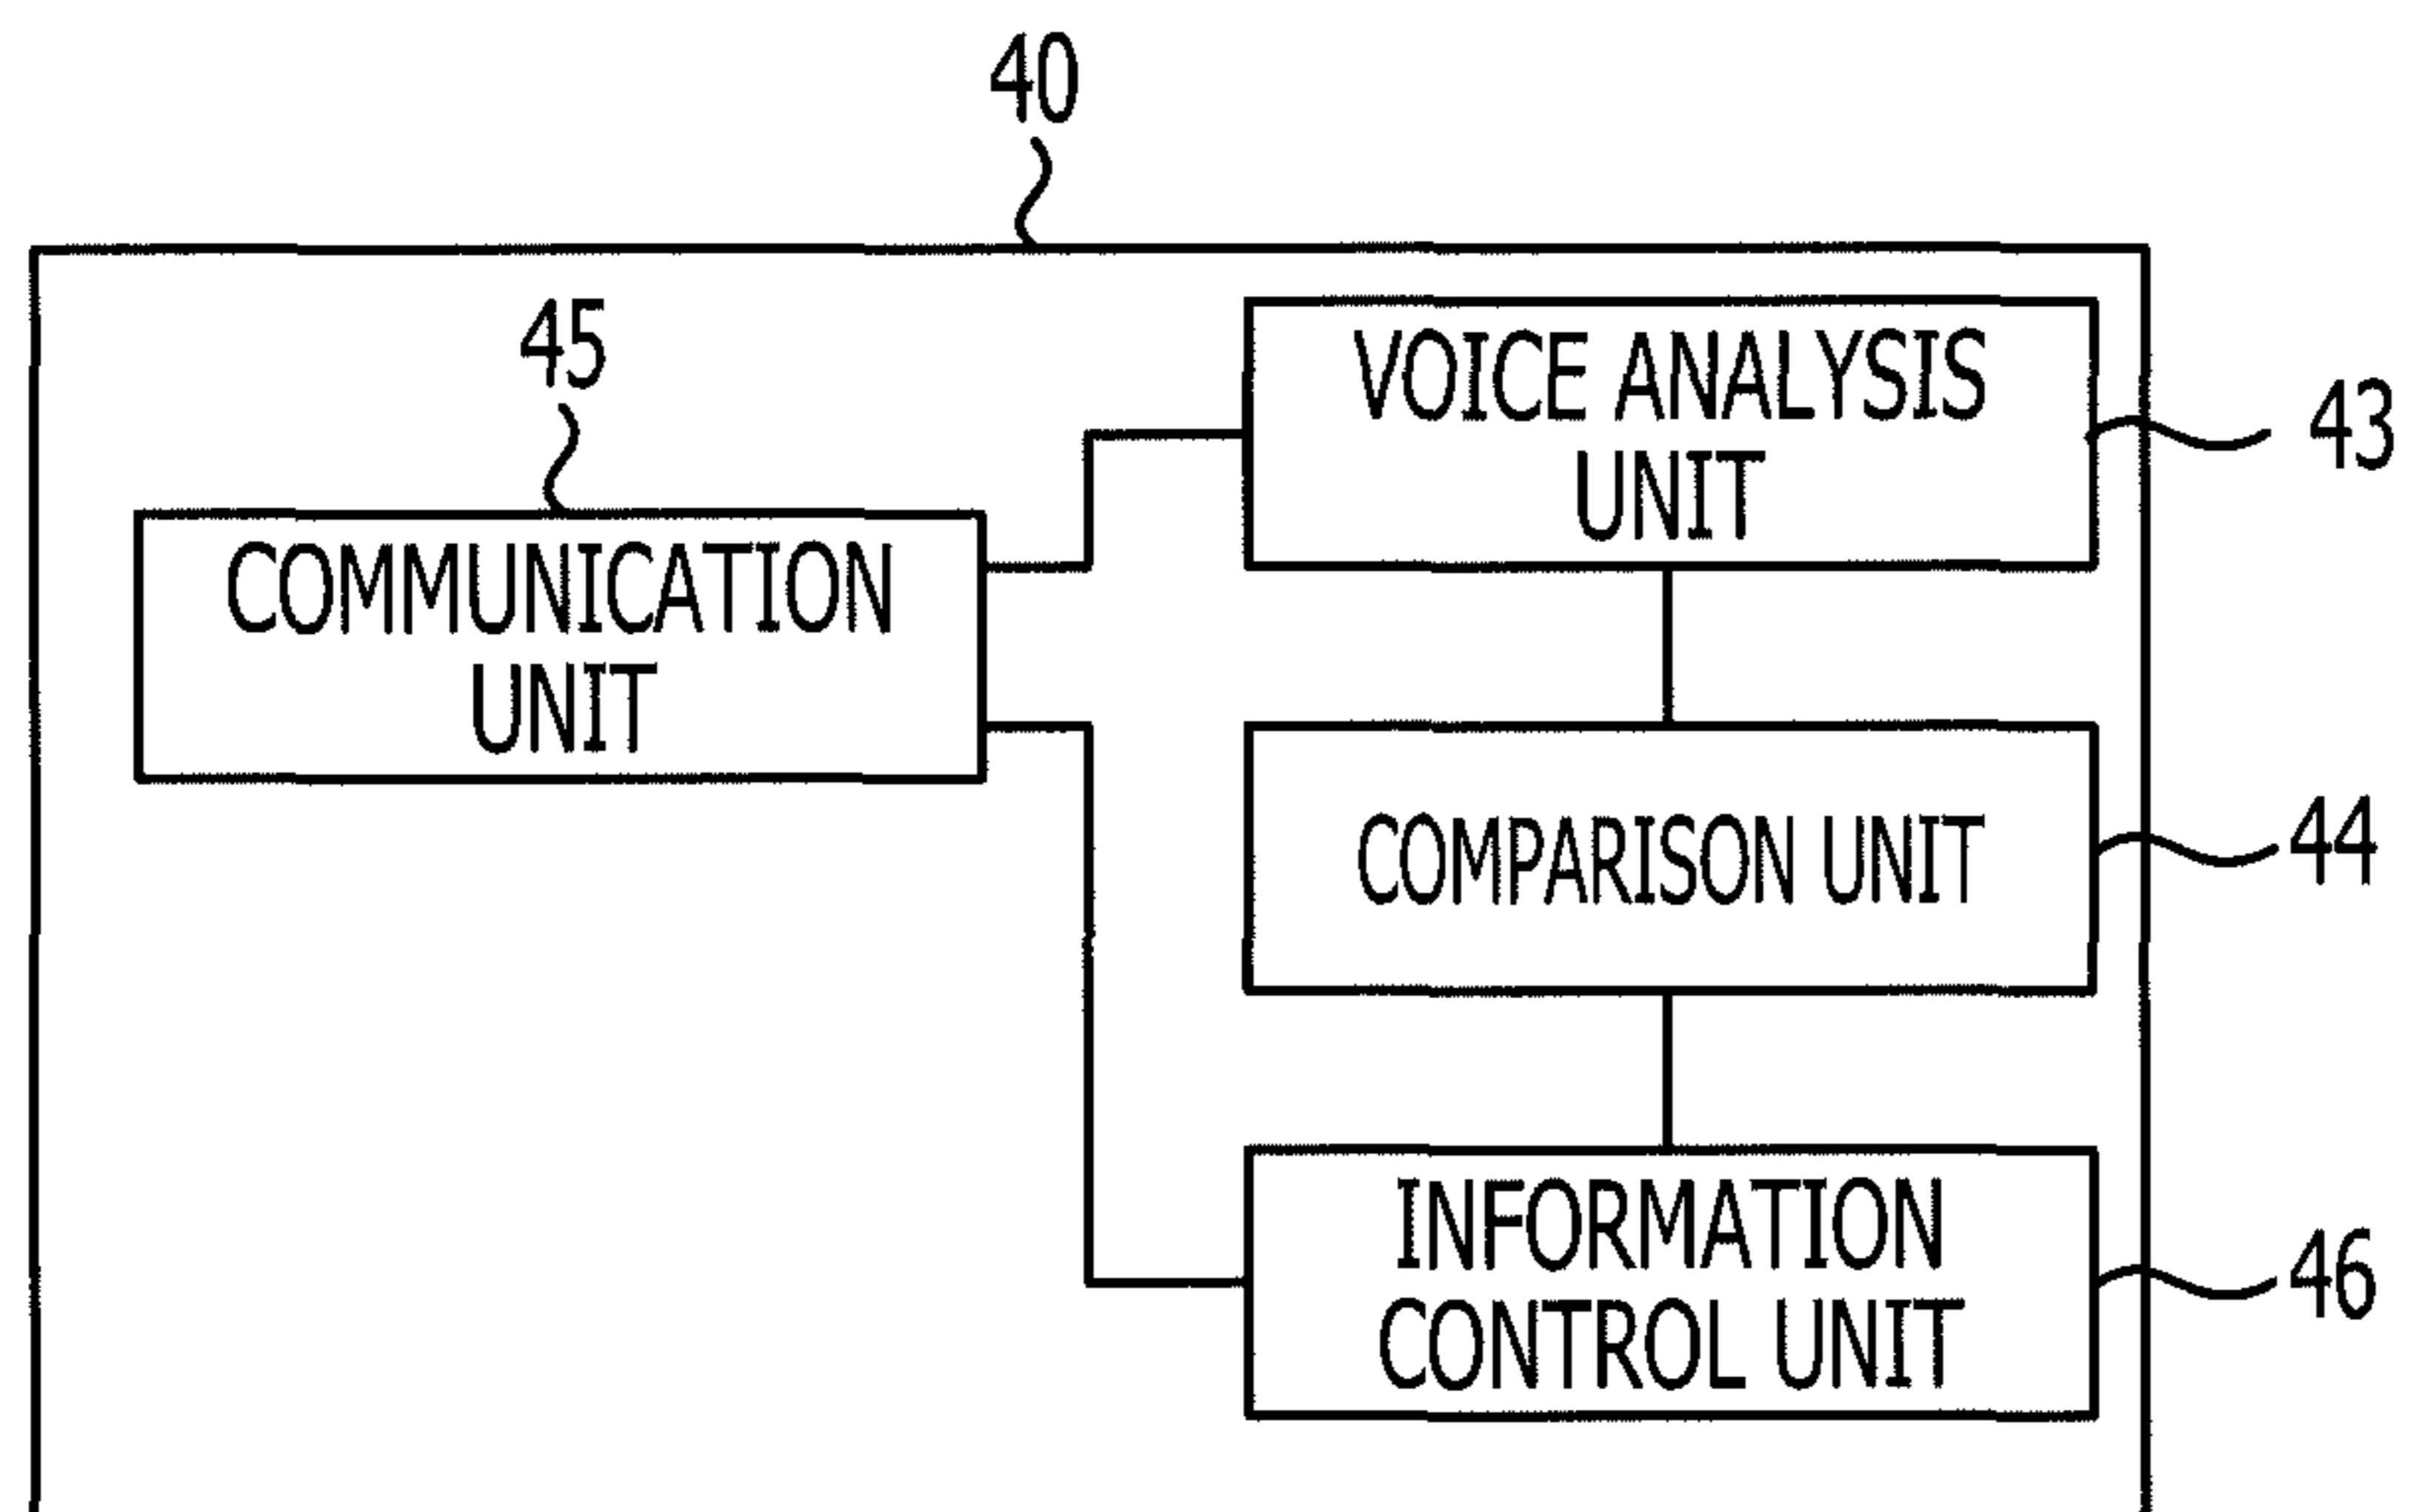 40
45
VOICE ANALYSIS
UNIT
43
COMMUNICATION
UNIT
COMPARISON UNIT
44
INFORMATION
CONTROL UNIT
46